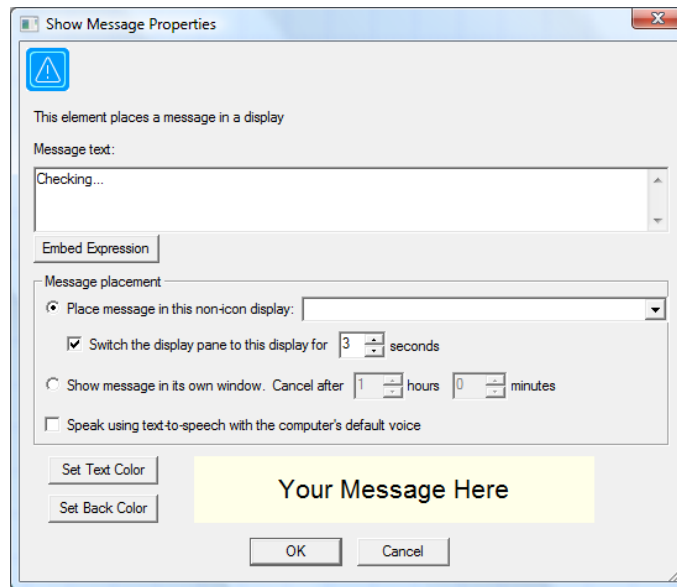 Show Message Properties
This element places a message in a display
Message text:
Checking...
Embed Expression
Message placement
Place message in this non-icon display:
Switch the display pane to this display for 3 seconds
Show message in its own window. Cancel after 1 hours 0 minutes
Speak using text-to-speech with the computer's default voice
Set Text Color
Your Message Here
Set Back Color
OK Cancel